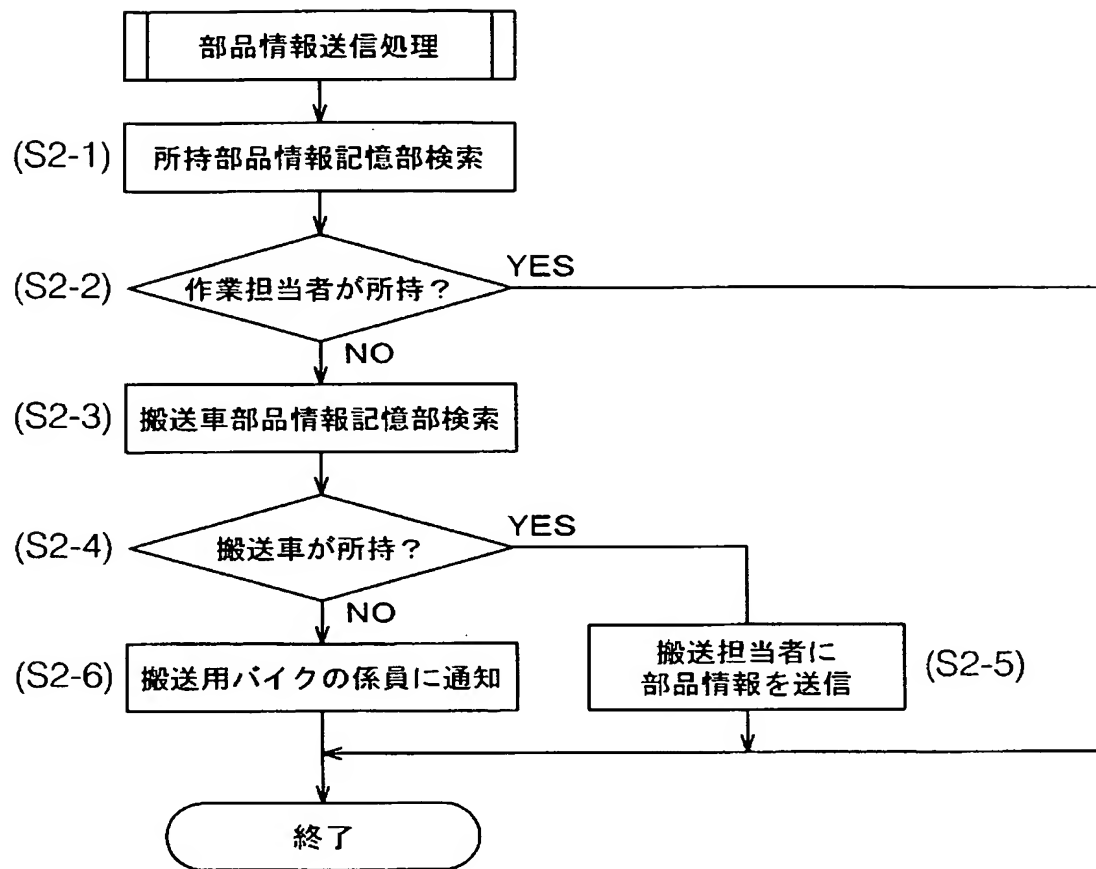 部品情報送信処理
(S2-1)
所持部品情報記憶部検索
(S2-2)
作業担当者が所持？
YES
NO
(S2-3)
搬送車部品情報記憶部検索
(S2-4)
搬送車が所持？
YES
NO
(S2-6)
搬送用バイクの係員に通知
搬送担当者に
部品情報を送信
(S2-5)
終了